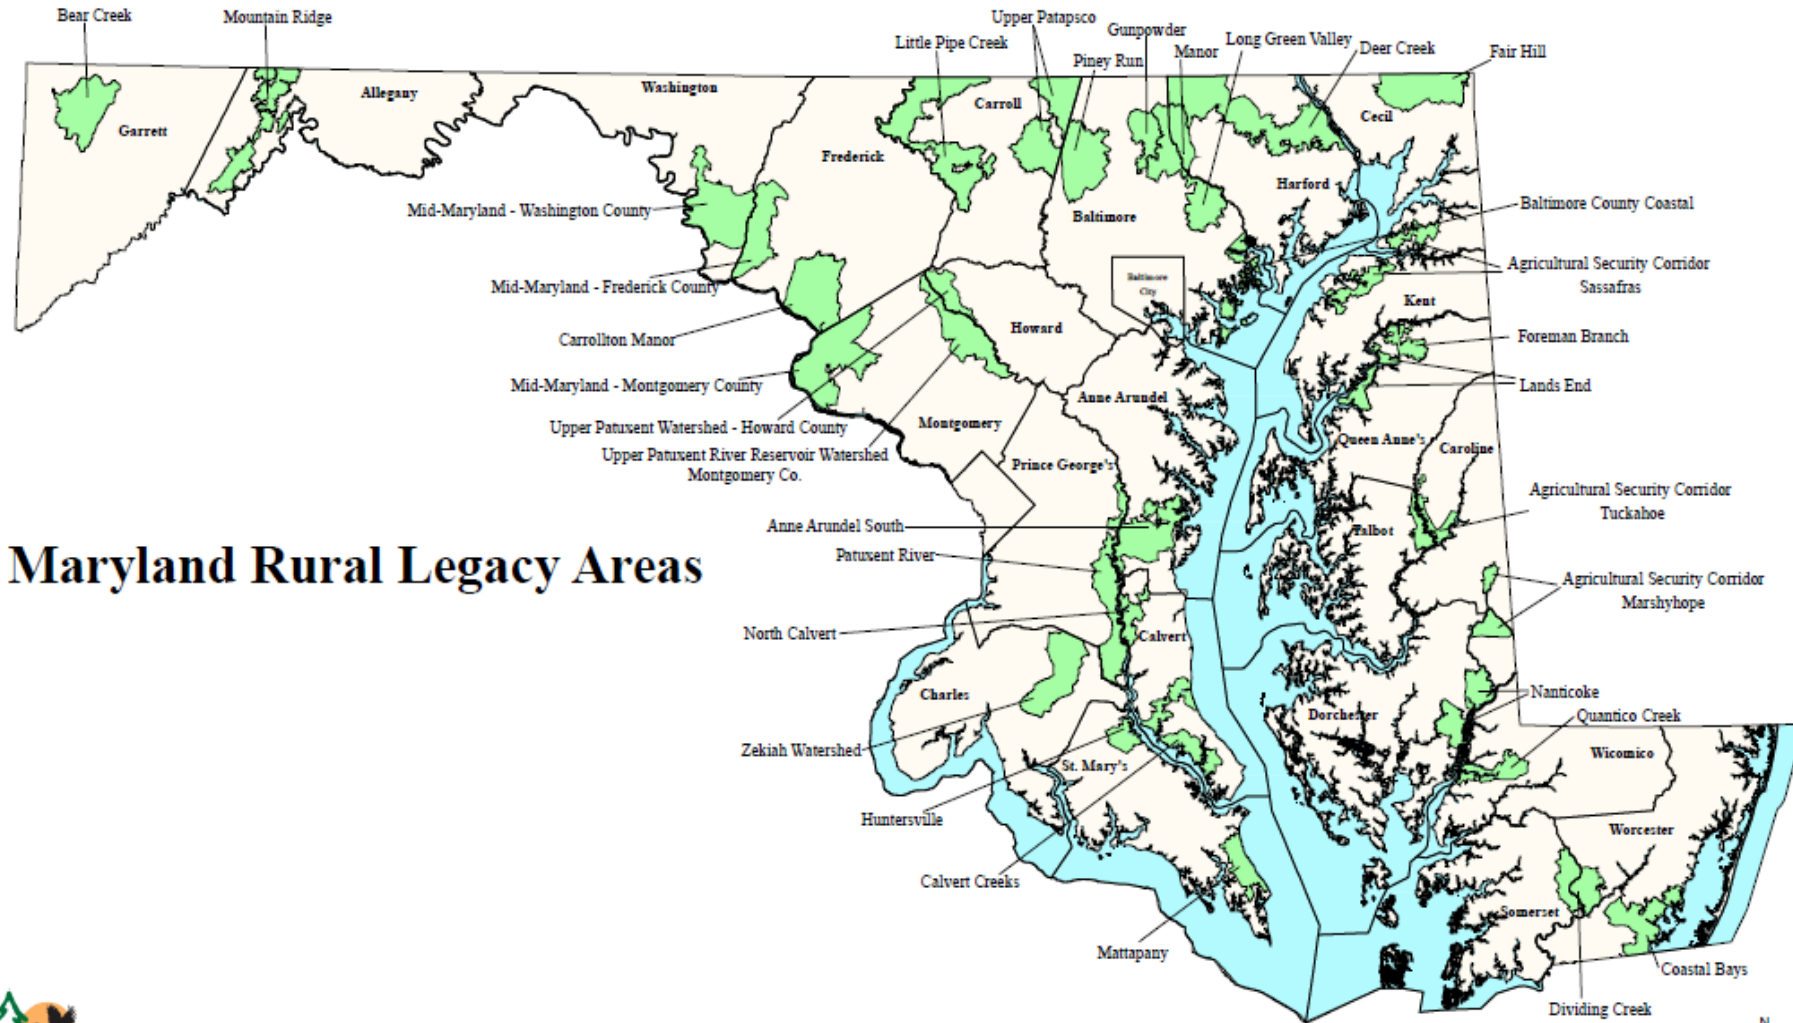 Bear Creek
Mountain Ridge
Upper Patapsco
Little Pipe Creek
Gunpowder
Piney Run
Manor
Long Green Valley
Deer Creek
Fair Hill
Garrett
Allegany
Washington
Frederick
Carroll
Baltimore
Harford
Cecil
Mid-Maryland - Washington County
Mid-Maryland - Frederick County
Carrollton Manor
Mid-Maryland - Montgomery County
Upper Patuxent Watershed - Howard County
Upper Patuxent River Reservoir Watershed
Montgomery Co.
Baltimore
City
Howard
Montgomery
Anne Arundel
Prince George's
Baltimore County Coastal
Agricultural Security Corridor
Sassafras
Kent
Foreman Branch
Lands End
Queen Anne's
Caroline
Agricultural Security Corridor
Tuckahoe
Talbot
Agricultural Security Corridor
Marshyhope
Maryland Rural Legacy Areas
Anne Arundel South
Patuxent River
North Calvert
Calvert
Charles
Zekiah Watershed
St. Mary's
Huntersville
Calvert Creeks
Mattapany
Dorchester
Nanticoke
Quantico Creek
Wicomico
Worcester
Somerset
Coastal Bays
Dividing Creek
N